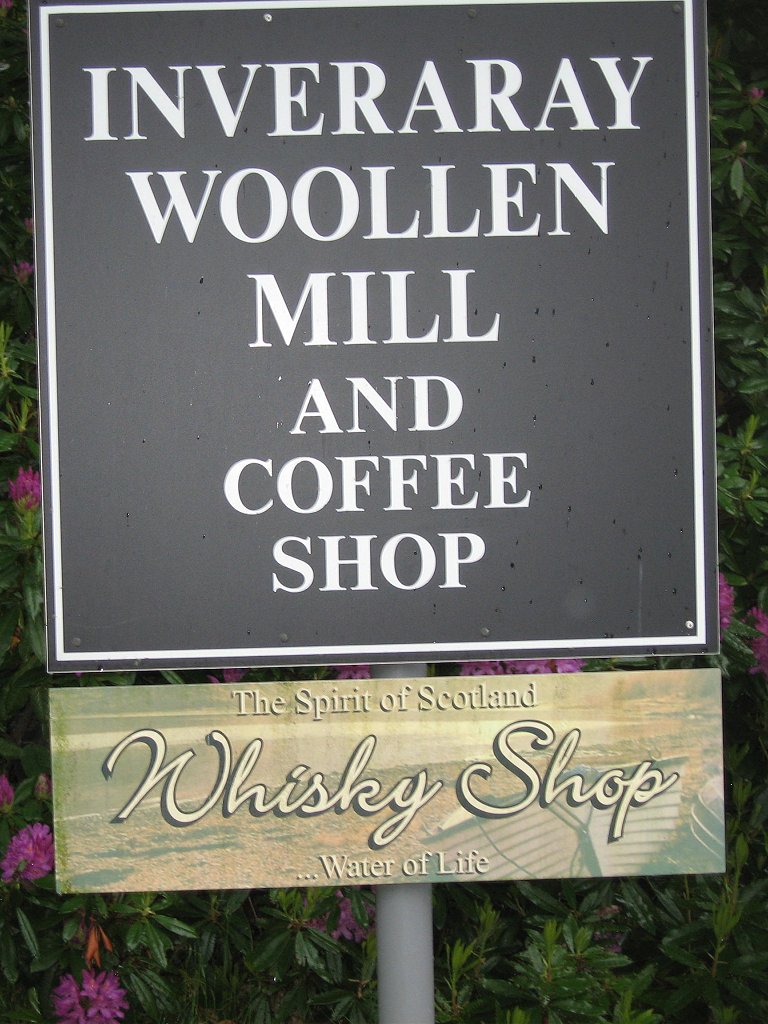 INVERARAY
WOOLLEN
MILL
AND
COFFEE
SHOP
The Spirit of Scotland
Whisky Shop
...Water of Life